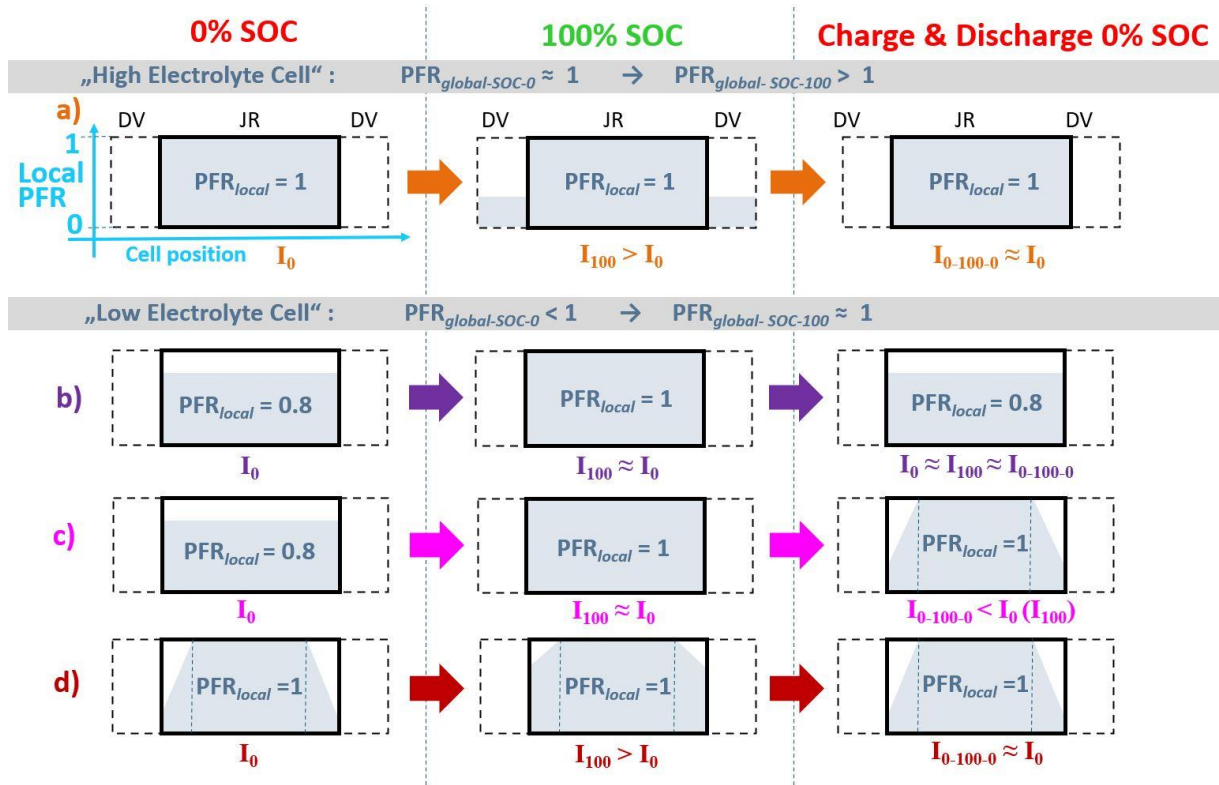 0% SOC 100% SOC Charge & Discharge 0% SOC
„High Electrolyte Cell“ : PFRglobal-SOC-0 ≈ 1 → PFRglobal- SOC-100 > 1
a) DV JR DV DV JR DV DV JR DV
1
Local PFR
0
PFRlocal = 1 PFRlocal = 1 PFRlocal = 1
Cell position I0 I100 > I0 I0-100-0 ≈ I0
„Low Electrolyte Cell“ : PFRglobal-SOC-0 < 1 → PFRglobal- SOC-100 ≈ 1
b) PFRlocal = 0.8 PFRlocal = 1 PFRlocal = 0.8
I0 I100 ≈ I0 I0 ≈ I100 ≈ I0-100-0
c) PFRlocal = 0.8 PFRlocal = 1 PFRlocal =1
I0 I100 ≈ I0 I0-100-0 < I0 (I100)
d) PFRlocal =1 PFRlocal =1 PFRlocal =1
I0 I100 > I0 I0-100-0 ≈ I0